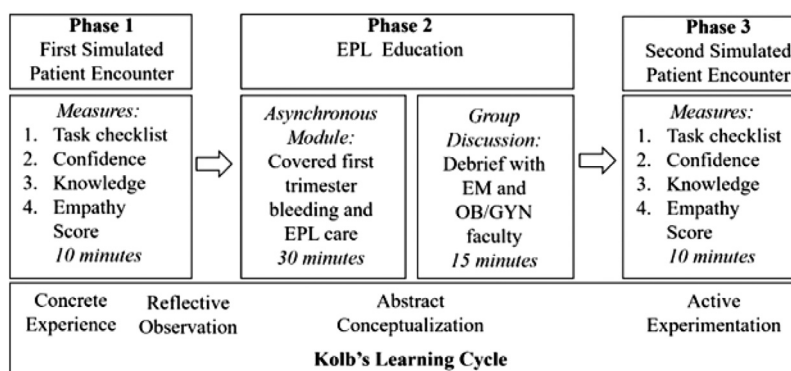 Phase 1
First Simulated
Patient Encounter
Phase 2
EPL Education
Phase 3
Second Simulated
Patient Encounter
Measures:
1. Task checklist
2. Confidence
3. Knowledge
4. Empathy
Score
10 minutes
Asynchronous
Module:
Covered first
trimester
bleeding and
EPL care
30 minutes
Group
Discussion:
Debrief with
EM and
OB/GYN
faculty
15 minutes
Measures:
1. Task checklist
2. Confidence
3. Knowledge
4. Empathy
Score
10 minutes
Concrete
Experience
Reflective
Observation
Abstract
Conceptualization
Active
Experimentation
Kolb's Learning Cycle